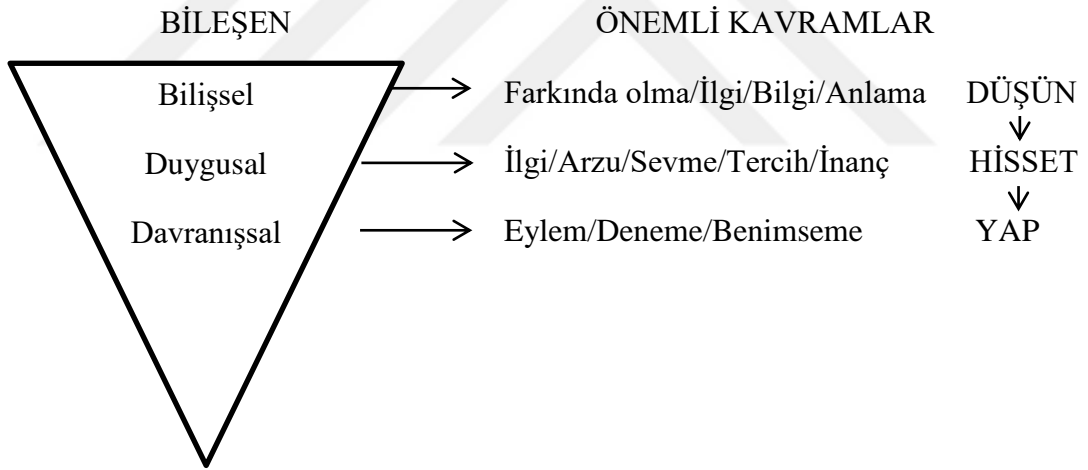 BİLEŞEN ÖNEMLİ KAVRAMLAR
Bilişsel Farkında olma/İlgi/Bilgi/Anlama DÜŞÜN
Duygusal İlgi/Arzu/Sevme/Tercih/İnanç HİSSET
Davranışsal Eylem/Deneme/Benimseme YAP